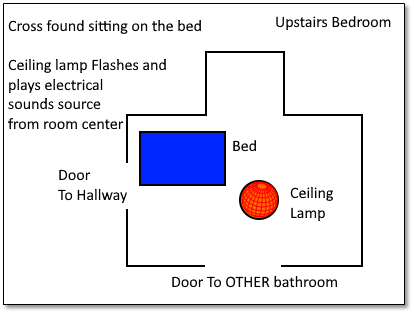 Cross found sitting on the bed
Upstairs Bedroom
Ceiling lamp Flashes and
plays electrical
sounds source
from room center
Bed
Door
To Hallway
Ceiling
Lamp
Door To OTHER bathroom